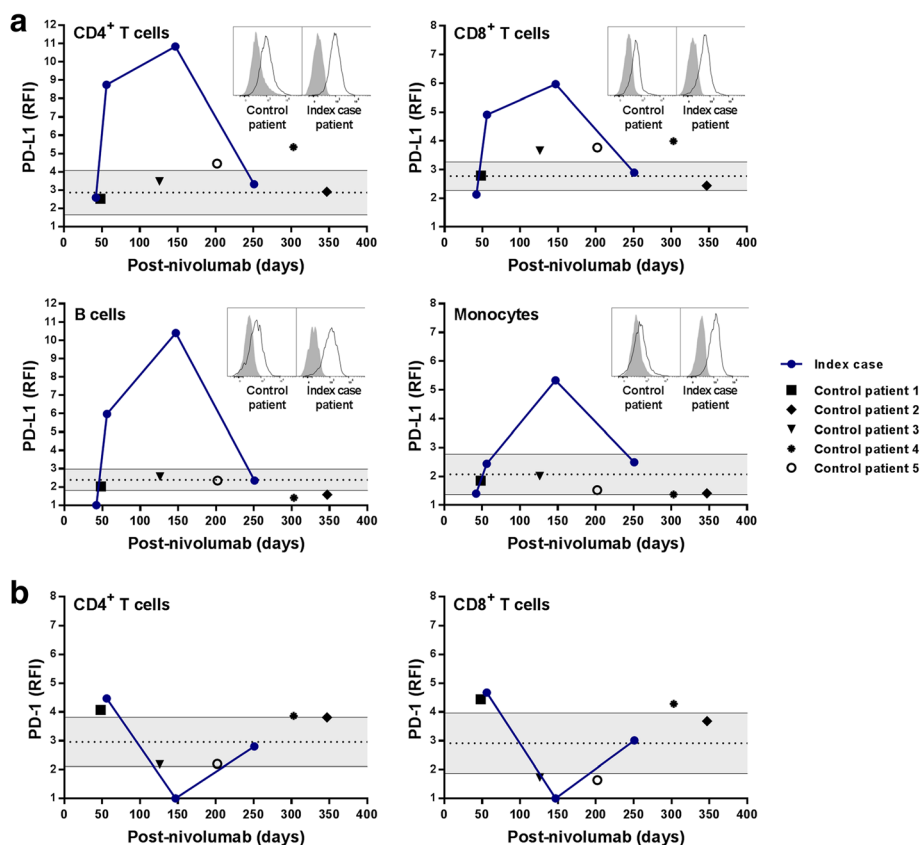 a
CD4+ T cells
PD-L1 (RFI)
12
11
10
9
8
7
6
5
4
3
2
1
0 50 100 150 200 250 300 350 400
Post-nivolumab (days)
Control patient
Index case patient
CD8+ T cells
PD-L1 (RFI)
8
7
6
5
4
3
2
1
0 50 100 150 200 250 300 350 400
Post-nivolumab (days)
Control patient
Index case patient
B cells
PD-L1 (RFI)
12
11
10
9
8
7
6
5
4
3
2
1
0 50 100 150 200 250 300 350 400
Post-nivolumab (days)
Control patient
Index case patient
Monocytes
PD-L1 (RFI)
8
7
6
5
4
3
2
1
0 50 100 150 200 250 300 350 400
Post-nivolumab (days)
Control patient
Index case patient
Index case
Control patient 1
Control patient 2
Control patient 3
Control patient 4
Control patient 5
b
CD4+ T cells
PD-1 (RFI)
8
7
6
5
4
3
2
1
0 50 100 150 200 250 300 350 400
Post-nivolumab (days)
CD8+ T cells
PD-1 (RFI)
8
7
6
5
4
3
2
1
0 50 100 150 200 250 300 350 400
Post-nivolumab (days)